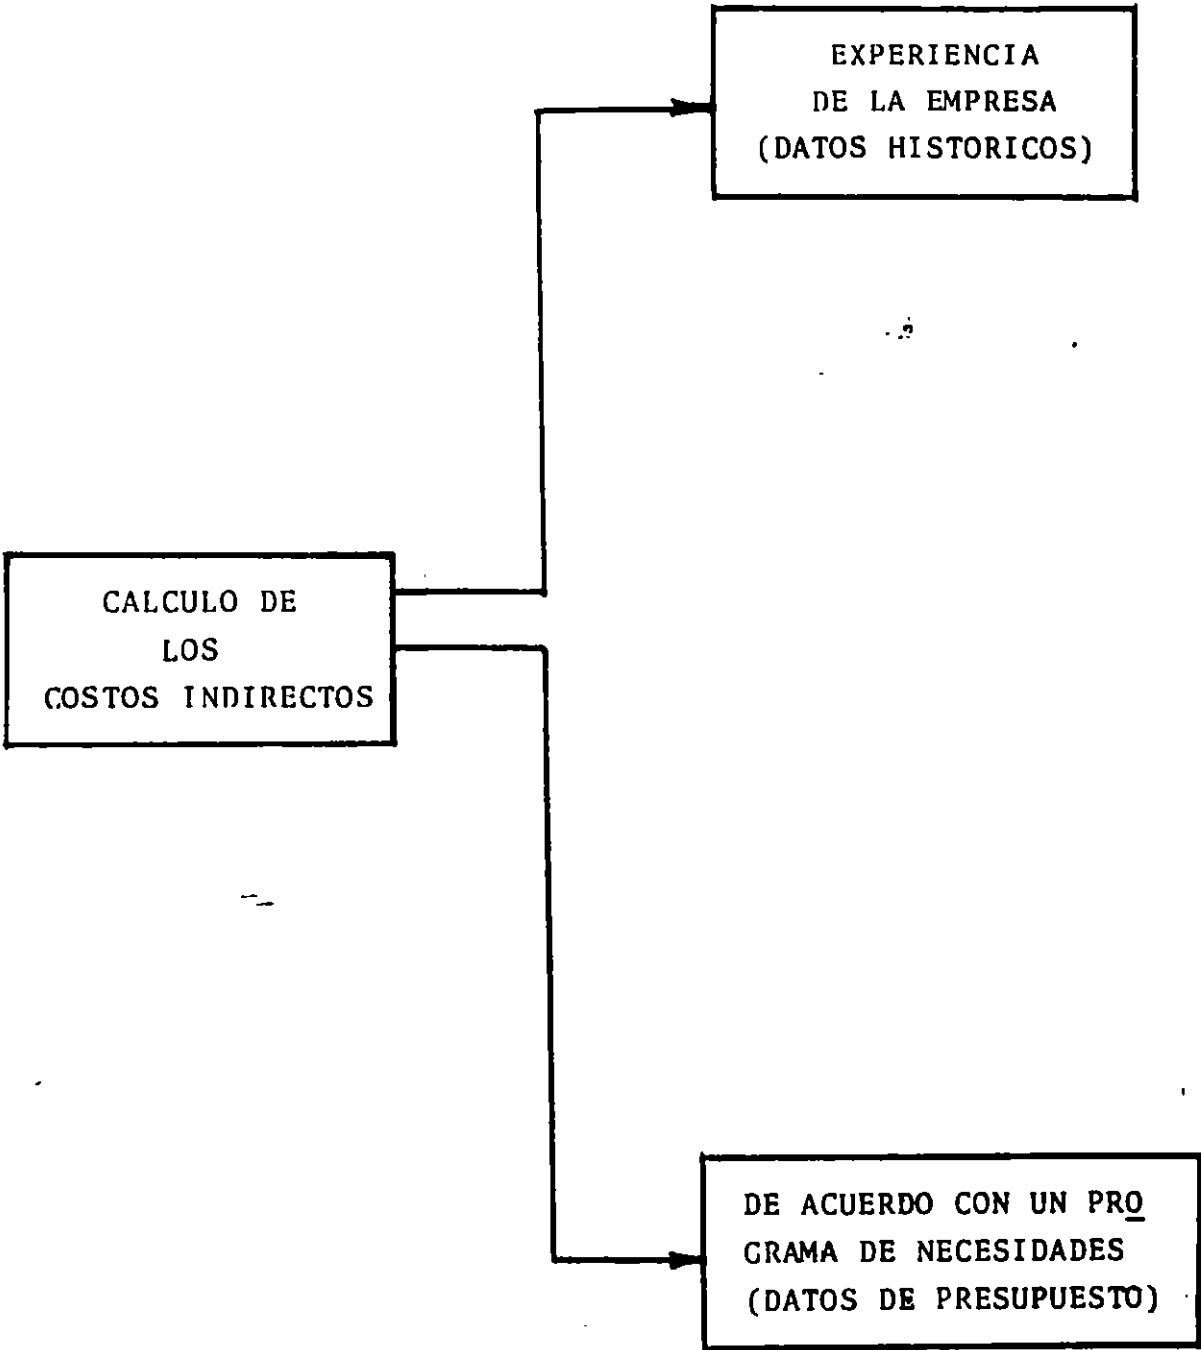 EXPERIENCIA
DE LA EMPRESA
(DATOS HISTORICOS)
CALCULO DE
LOS
COSTOS INDIRECTOS
DE ACUERDO CON UN PRO
GRAMA DE NECESIDADES
(DATOS DE PRESUPUESTO)